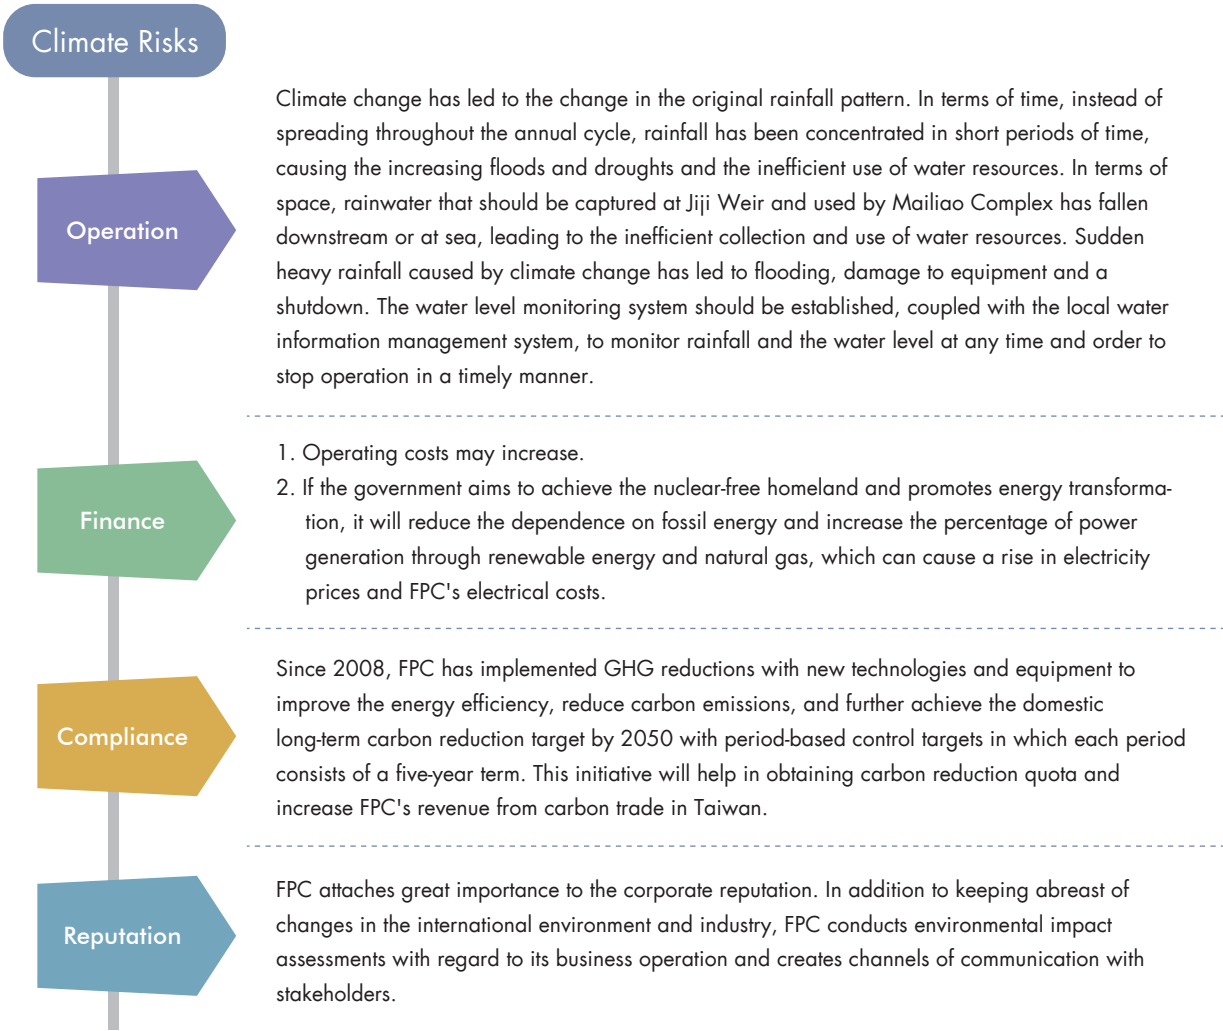 Climate Risks
Operation
Climate change has led to the change in the original rainfall pattern. In terms of time, instead of
spreading throughout the annual cycle, rainfall has been concentrated in short periods of time,
causing the increasing floods and droughts and the inefficient use of water resources. In terms of
space, rainwater that should be captured at Jiji Weir and used by Mailiao Complex has fallen
downstream or at sea, leading to the inefficient collection and use of water resources. Sudden
heavy rainfall caused by climate change has led to flooding, damage to equipment and a
shutdown. The water level monitoring system should be established, coupled with the local water
information management system, to monitor rainfall and the water level at any time and order to
stop operation in a timely manner.
Finance
1. Operating costs may increase.
2. If the government aims to achieve the nuclear-free homeland and promotes energy transforma-
tion, it will reduce the dependence on fossil energy and increase the percentage of power
generation through renewable energy and natural gas, which can cause a rise in electricity
prices and FPC's electrical costs.
Compliance
Since 2008, FPC has implemented GHG reductions with new technologies and equipment to
improve the energy efficiency, reduce carbon emissions, and further achieve the domestic
long-term carbon reduction target by 2050 with period-based control targets in which each period
consists of a five-year term. This initiative will help in obtaining carbon reduction quota and
increase FPC's revenue from carbon trade in Taiwan.
Reputation
FPC attaches great importance to the corporate reputation. In addition to keeping abreast of
changes in the international environment and industry, FPC conducts environmental impact
assessments with regard to its business operation and creates channels of communication with
stakeholders.